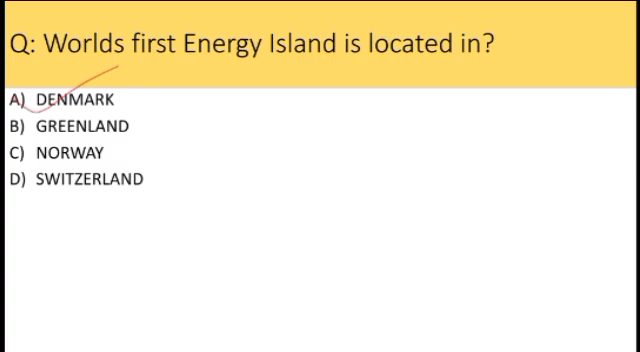 Q: Worlds first Energy Island is located in?
A) DENMARK
B) GREENLAND
C) NORWAY
D) SWITZERLAND